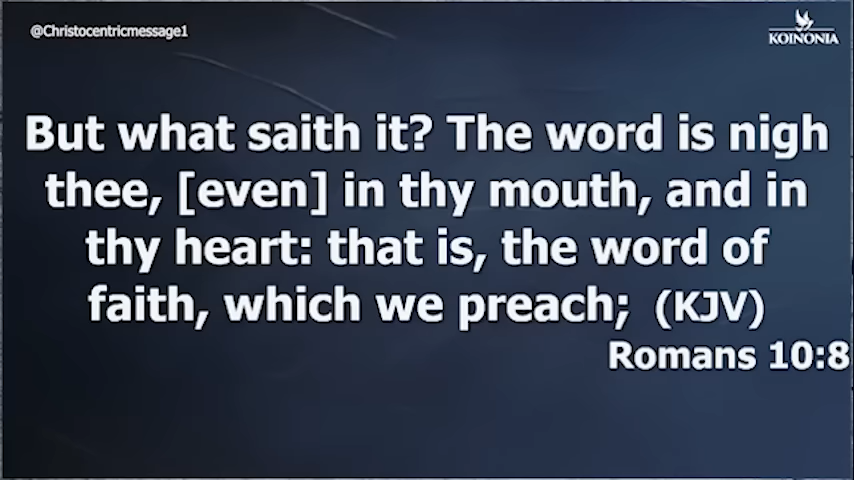 @Christocentricmessage1
KOINONIA
But what saith it? The word is nigh
thee, [even] in thy mouth, and in
thy heart: that is, the word of
faith, which we preach; (KJV)
Romans 10:8